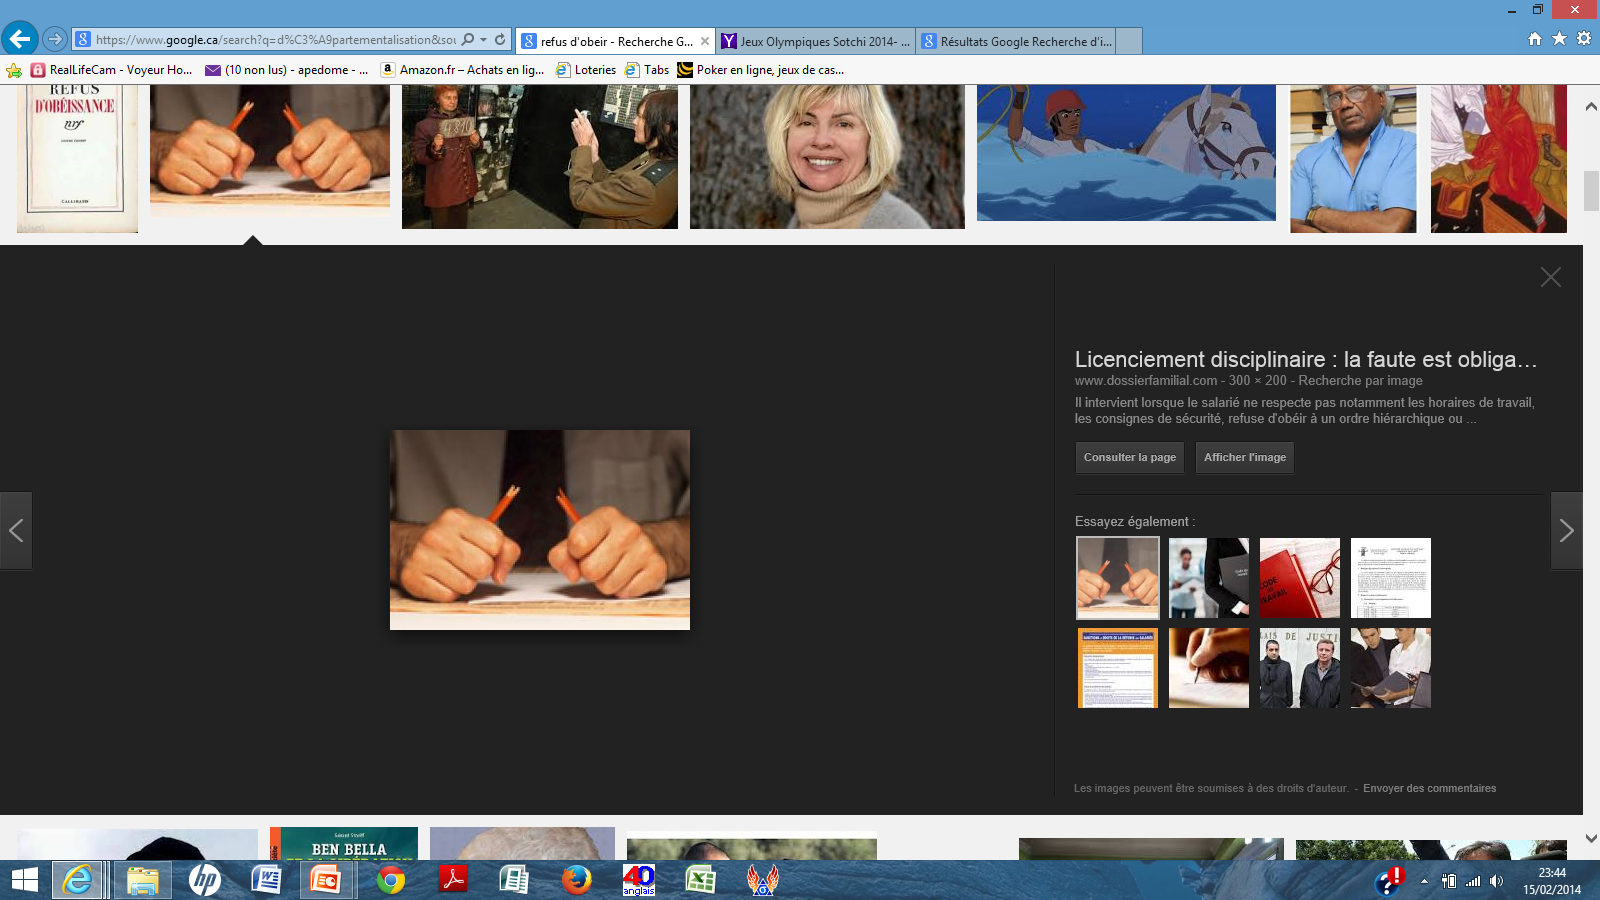 https://www.google.ca/search?q=d%C3%A9partementalisation&sou
refus d'obeir - Recherche G...
Jeux Olympiques Sotchi 2014- ...
Résultats Google Recherche d'i...
RealLifeCam - Voyeur Ho...
(10 non lus) - apedome - ...
Amazon.fr – Achats en lig...
Loteries
Tabs
Poker en ligne, jeux de cas...
REFUS
D'OBÉISSANCE
nrf
GALLIMARD
4870
Licenciement disciplinaire : la faute est obliga...
www.dossierfamilial.com - 300 × 200 - Recherche par image
Il intervient lorsque le salarié ne respecte pas notamment les horaires de travail,
les consignes de sécurité, refuse d'obéir à un ordre hiérarchique ou ...
Consulter la page
Afficher l'image
Essayez également :
CODE
TRAVAIL
LAIS DE JUSTI
Les images peuvent être soumises à des droits d'auteur. - Envoyer des commentaires
BEN BELLA
40
anglais
23:44
15/02/2014